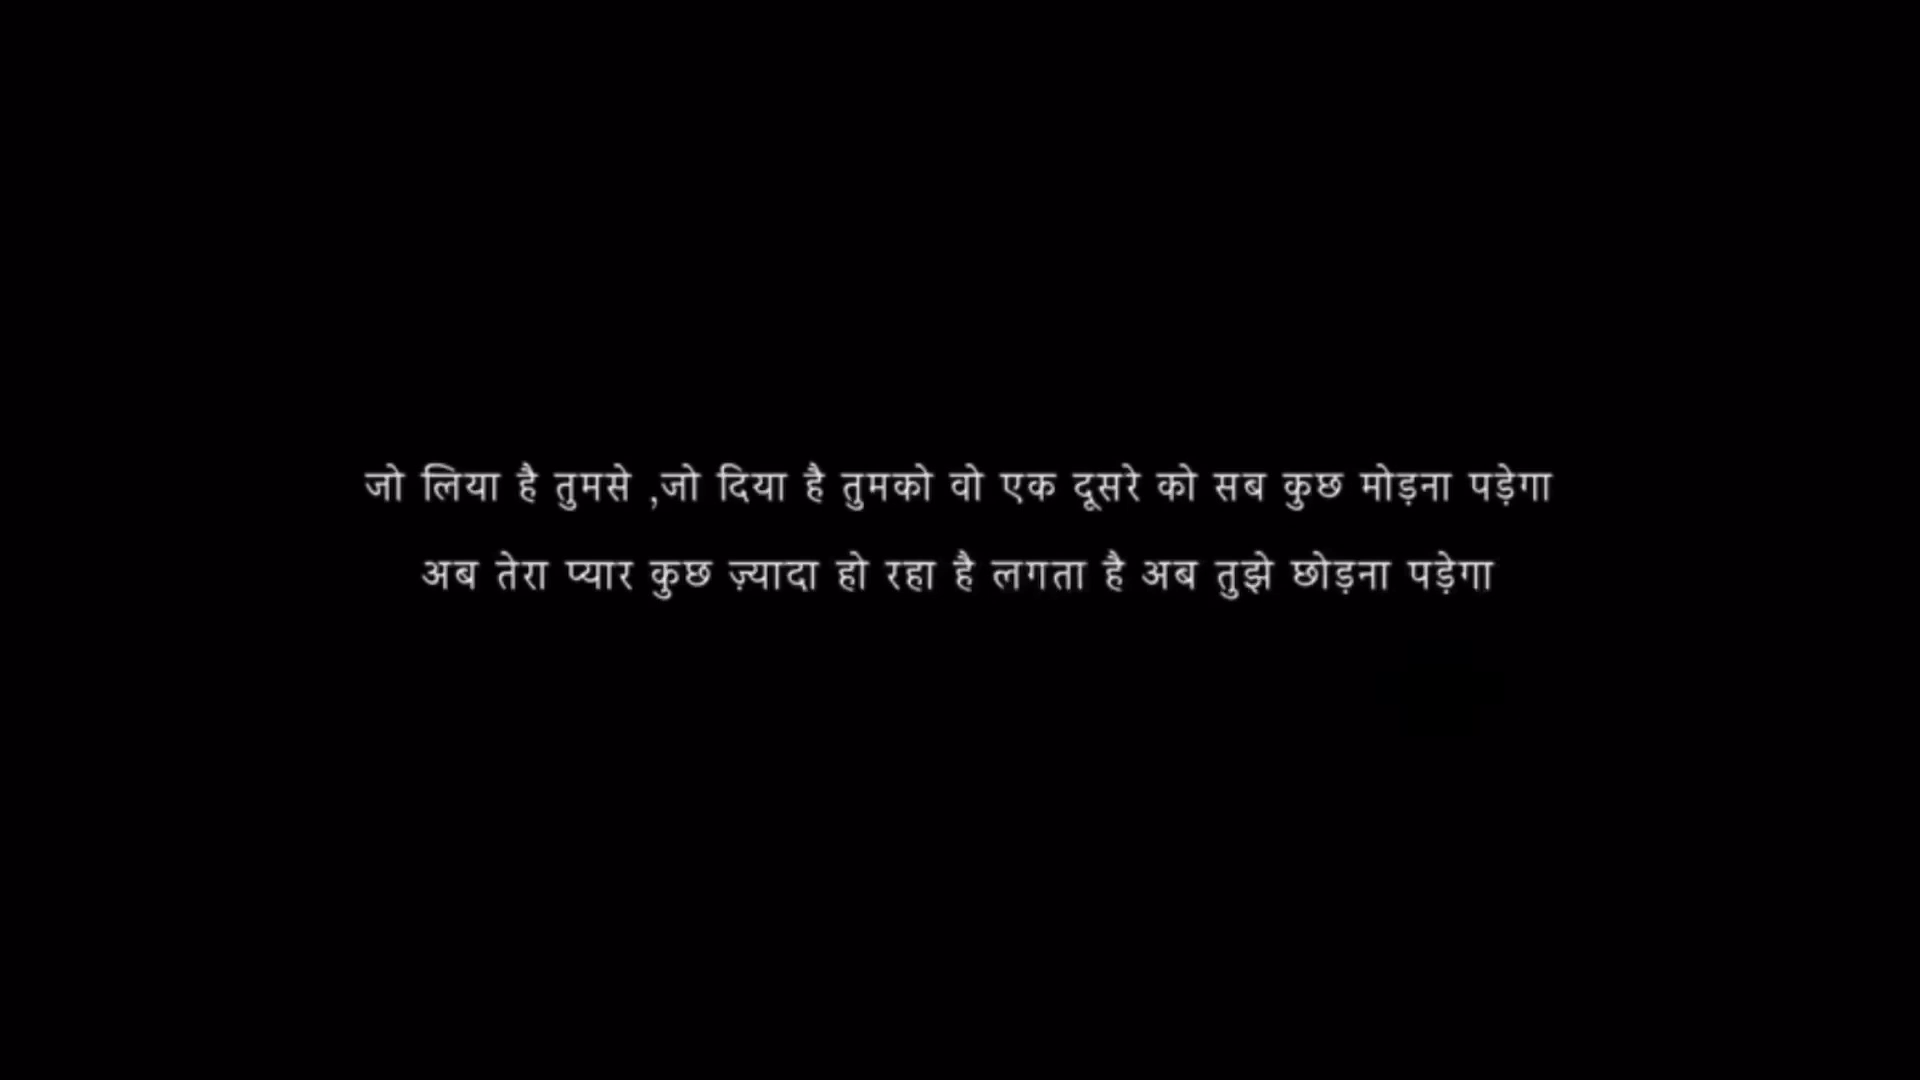 जो लिया है तुमसे ,जो दिया है तुमको वो एक दूसरे को सब कुछ मोड़ना पड़ेगा
अब तेरा प्यार कुछ ज़्यादा हो रहा है लगता है अब तुझे छोड़ना पड़ेगा